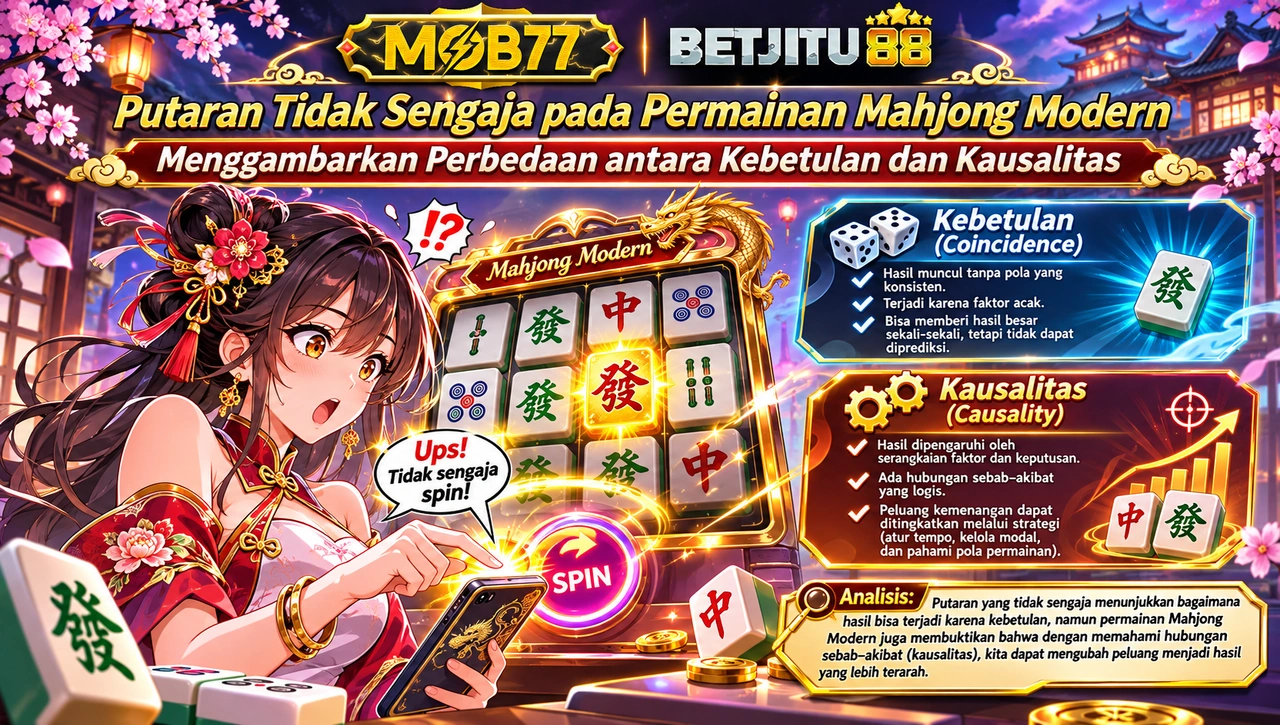 MOB77 | BETJITU88
Putaran Tidak Sengaja pada Permainan Mahjong Modern
Menggambarkan Perbedaan antara Kebetulan dan Kausalitas
!?
Mahjong Modern
發 中
發 發
發 發 中
Ups!
Tidak sengaja
spin!
SPIN
Kebetulan
(Coincidence)
Hasil muncul tanpa pola yang
konsisten.
Terjadi karena faktor acak.
Bisa memberi hasil besar
sekali-sekali, tetapi tidak dapat
diprediksi.
發
Kausalitas
(Causality)
Hasil dipengaruhi oleh
serangkaian faktor dan keputusan.
Ada hubungan sebab-akibat
yang logis.
Peluang kemenangan dapat
ditingkatkan melalui strategi
(atur tempo, kelola modal,
dan pahami pola permainan).
中 發
Analisis: Putaran yang tidak sengaja menunjukkan bagaimana
hasil bisa terjadi karena kebetulan, namun permainan Mahjong
Modern juga membuktikan bahwa dengan memahami hubungan
sebab-akibat (kausalitas), kita dapat mengubah peluang menjadi hasil
yang lebih terarah.
發
中